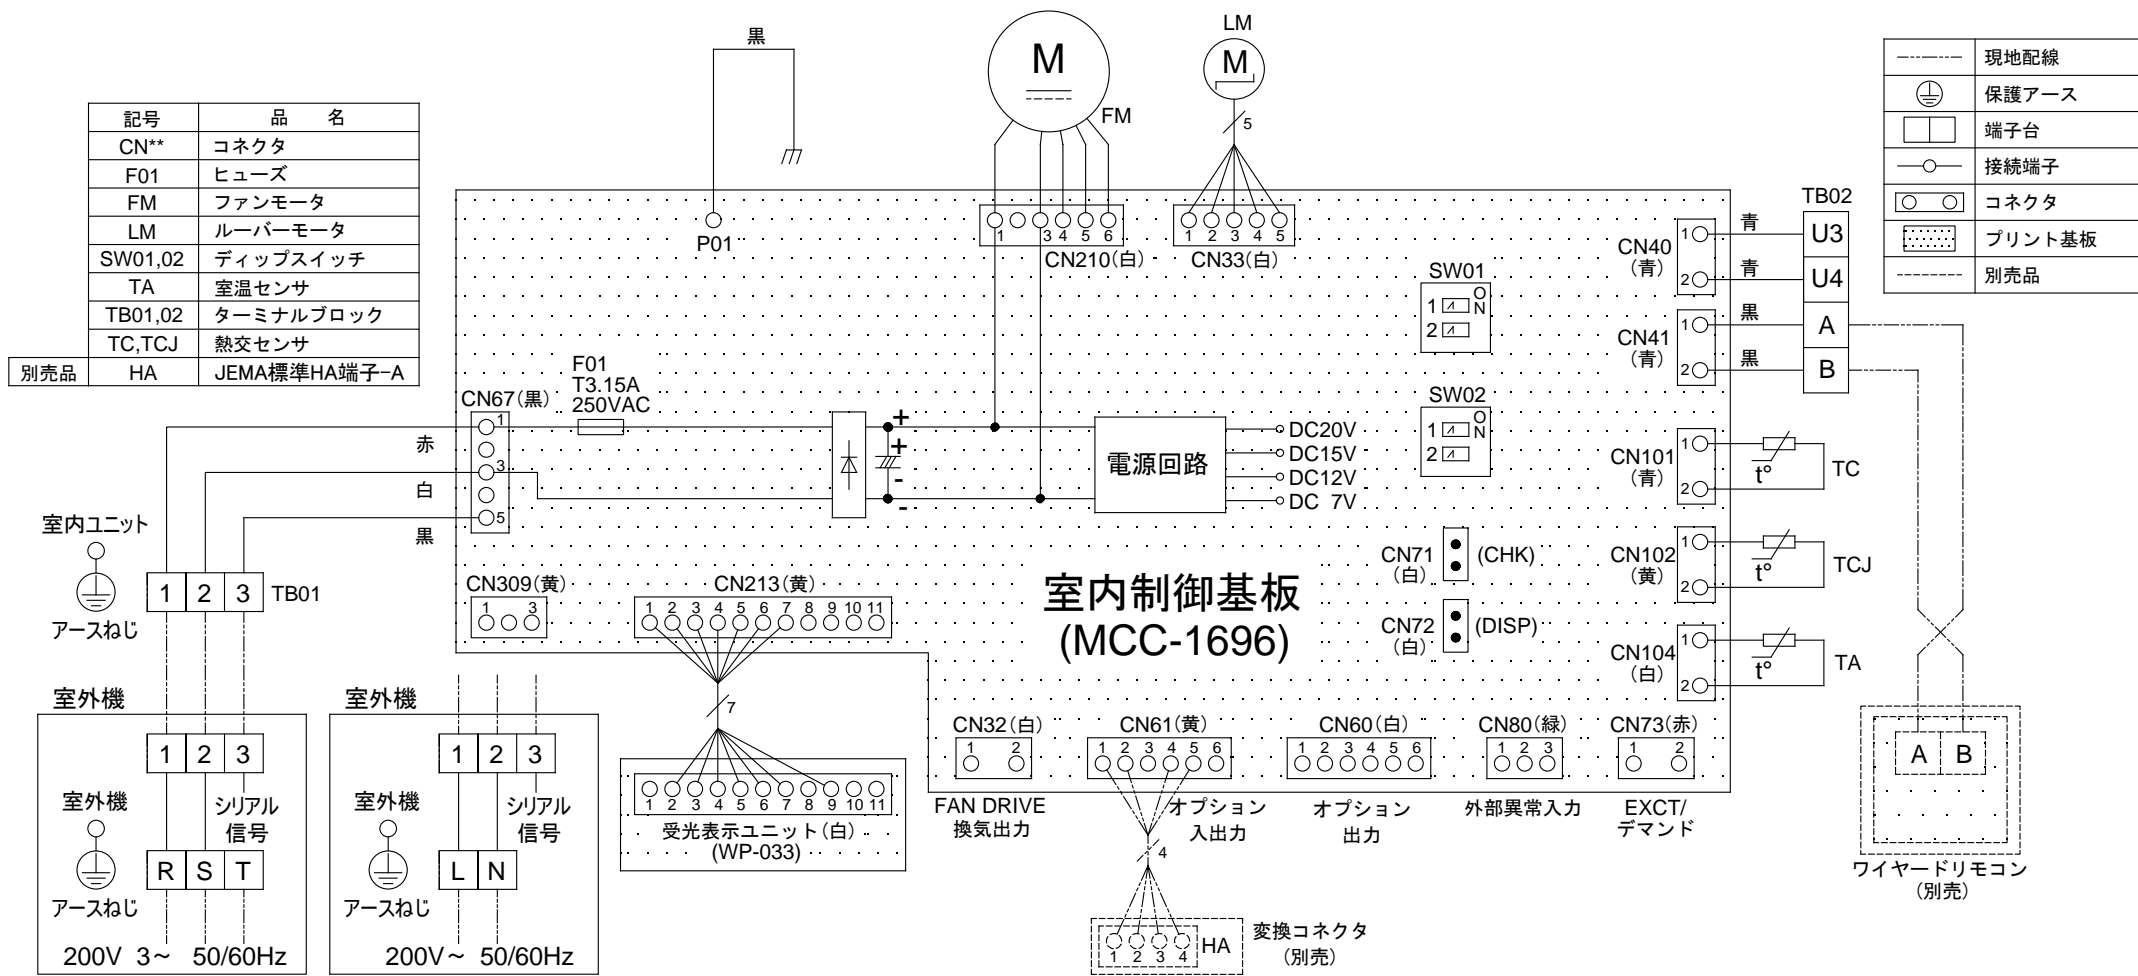 記号 品 名
CN** コネクタ
F01 ヒューズ
FM ファンモータ
LM ルーバーモータ
SW01,02 ディップスイッチ
TA 室温センサ
TB01,02 ターミナルブロック
TC,TCJ 熱交センサ
別売品 HA JEMA標準HA端子-A
黒
P01
M
FM
LM
M
5
現地配線
保護アース
端子台
接続端子
コネクタ
プリント基板
別売品
1 3 4 5 6
CN210(白)
1 2 3 4 5
CN33(白)
SW01
1 O
2 N
SW02
1 O
2 N
CN40
(青)
1 青
2 青
TB02
U3
U4
A
B
CN41
(青)
1 黒
2 黒
CN101
(青)
1
2
t°
TC
CN102
(黄)
1
2
t°
TCJ
CN104
(白)
1
2
t°
TA
F01
T3.15A
250VAC
CN67(黒)
1
3
5
赤
白
黒
+
+
-
-
電源回路
DC20V
DC15V
DC12V
DC 7V
CN71
(白)
(CHK)
CN72
(白)
(DISP)
室内制御基板
(MCC-1696)
室内ユニット
アースねじ
1 2 3 TB01
CN309(黄)
1 3
CN213(黄)
1 2 3 4 5 6 7 8 9 10 11
7
1 2 3 4 5 6 7 8 9 10 11
受光表示ユニット(白)
(WP-033)
室外機
1 2 3
室外機
シリアル
信号
アースねじ
R S T
200V 3~ 50/60Hz
室外機
1 2 3
室外機
シリアル
信号
アースねじ
L N
200V~ 50/60Hz
CN32(白)
1 2
FAN DRIVE
換気出力
CN61(黄)
1 2 3 4 5 6
オプション
入出力
4
1 2 3 4
HA
変換コネクタ
(別売)
CN60(白)
1 2 3 4 5 6
オプション
出力
CN80(緑)
1 2 3
外部異常入力
CN73(赤)
1 2
EXCT/
デマンド
A B
ワイヤードリモコン
(別売)